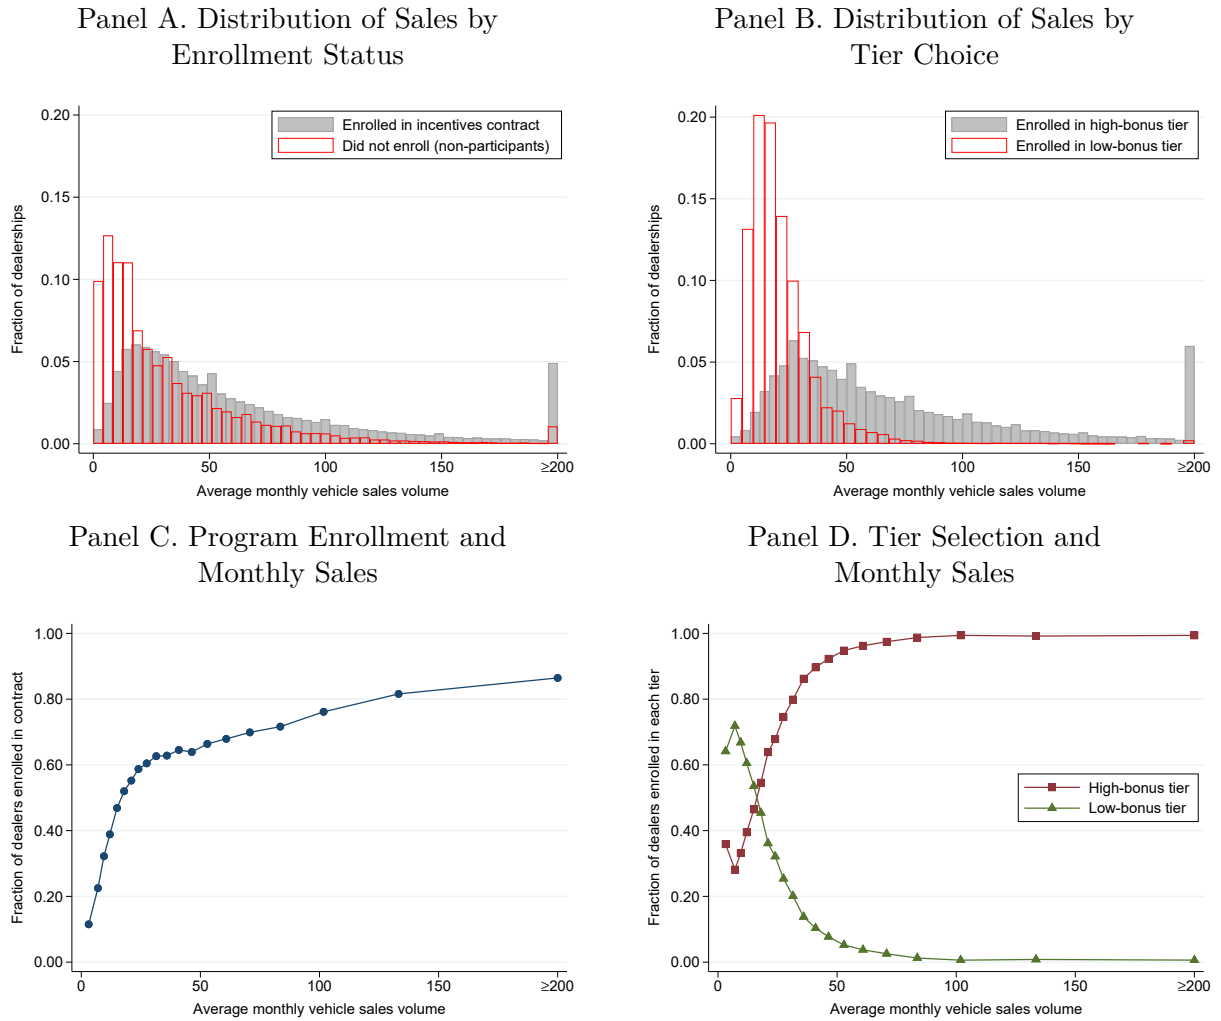 Panel A. Distribution of Sales by
Enrollment Status
0.20
0.15
0.10
0.05
0.00
Fraction of dealerships
Enrolled in incentives contract
Did not enroll (non-participants)
0 50 100 150 ≥200
Average monthly vehicle sales volume
Panel B. Distribution of Sales by
Tier Choice
0.20
0.15
0.10
0.05
0.00
Fraction of dealerships
Enrolled in high-bonus tier
Enrolled in low-bonus tier
0 50 100 150 ≥200
Average monthly vehicle sales volume
Panel C. Program Enrollment and
Monthly Sales
1.00
0.80
0.60
0.40
0.20
0.00
Fraction of dealers enrolled in contract
0 50 100 150 ≥200
Average monthly vehicle sales volume
Panel D. Tier Selection and
Monthly Sales
1.00
0.80
0.60
0.40
0.20
0.00
Fraction of dealers enrolled in each tier
High-bonus tier
Low-bonus tier
0 50 100 150 ≥200
Average monthly vehicle sales volume